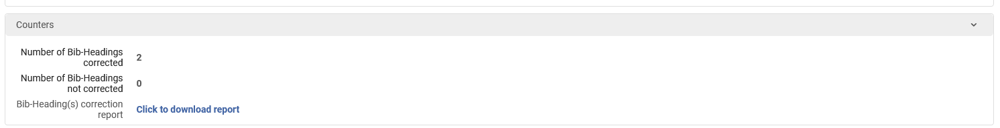 Counters
Number of Bib-Headings
corrected
2
Number of Bib-Headings
not corrected
0
Bib-Heading(s) correction
report
Click to download report